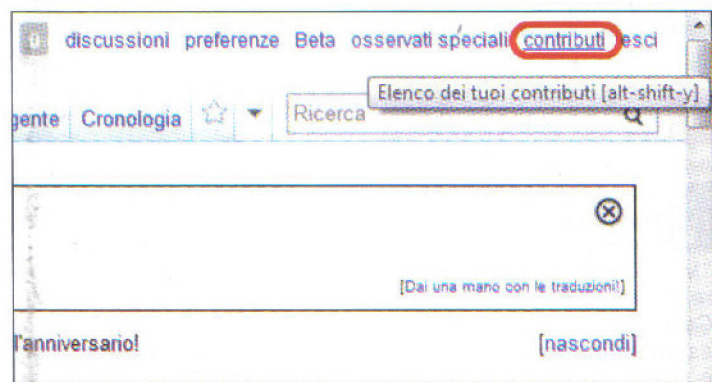 discussioni preferenze Beta osservati speciali contributi esci
Elenco dei tuoi contributi [alt-shift-y]
Cronologia Ricerca
[Dai una mano con le traduzioni!]
l'anniversario! [nascondi]